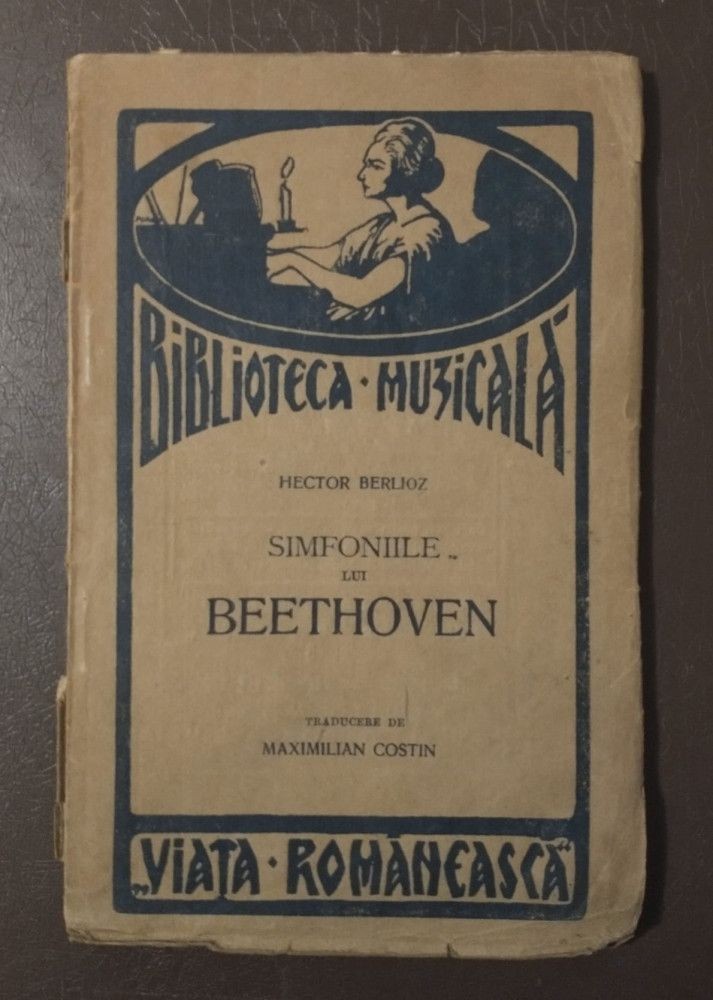 BIBLIOTECA · MUZICALĂ
HECTOR BERLIOZ
SIMFONIILE
LUI
BEETHOVEN
TRADUCERE DE
MAXIMILIAN COSTIN
„VIAȚA · ROMÂNEASCĂ“